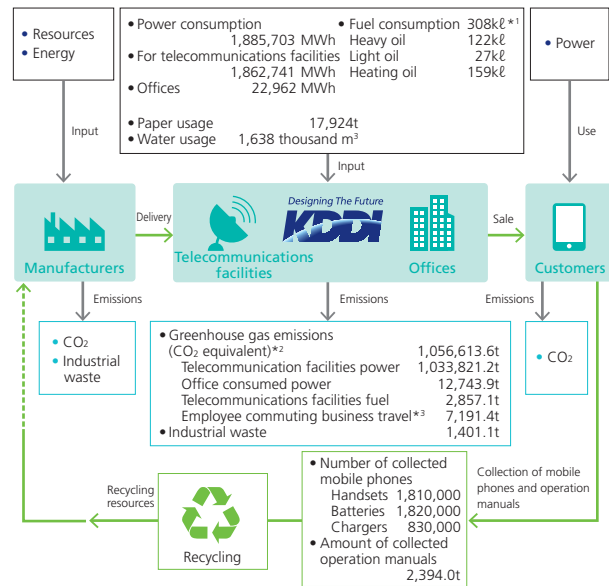 • Resources
• Energy
Input
• Power consumption
1,885,703 MWh
• For telecommunications facilities
1,862,741 MWh
• Offices 22,962 MWh
• Paper usage 17,924t
• Water usage 1,638 thousand m³
• Fuel consumption 308kℓ *1
Heavy oil 122kℓ
Light oil 27kℓ
Heating oil 159kℓ
Input
• Power
Use
Manufacturers
Delivery
Designing The Future
KDDI
Telecommunications
facilities
Offices
Sale
Customers
Emissions
• CO₂
• Industrial
waste
Emissions
• Greenhouse gas emissions
(CO₂ equivalent)*2 1,056,613.6t
Telecommunication facilities power 1,033,821.2t
Office consumed power 12,743.9t
Telecommunications facilities fuel 2,857.1t
Employee commuting business travel*3 7,191.4t
• Industrial waste 1,401.1t
Emissions
• CO₂
Collection of mobile
phones and operation
manuals
• Number of collected
mobile phones
Handsets 1,810,000
Batteries 1,820,000
Chargers 830,000
• Amount of collected
operation manuals
2,394.0t
Recycling
Recycling
resources